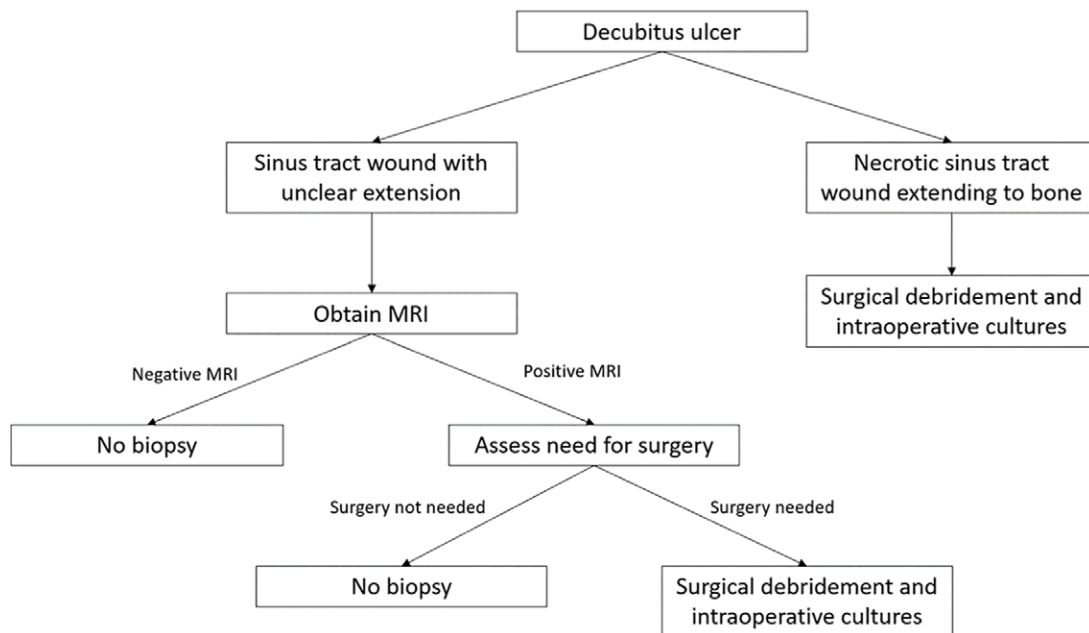 Decubitus ulcer
Sinus tract wound with
unclear extension
Necrotic sinus tract
wound extending to bone
Obtain MRI
Surgical debridement and
intraoperative cultures
Negative MRI
Positive MRI
No biopsy
Assess need for surgery
Surgery not needed
Surgery needed
No biopsy
Surgical debridement and
intraoperative cultures